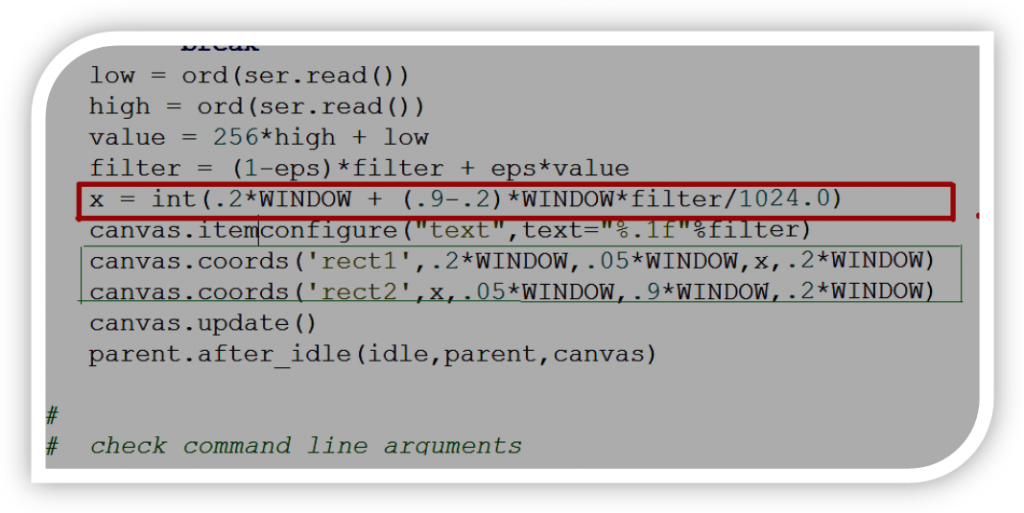 break
low = ord(ser.read())
high = ord(ser.read())
value = 256*high + low
filter = (1-eps)*filter + eps*value
x = int(.2*WINDOW + (.9-.2)*WINDOW*filter/1024.0)
canvas.itemconfigure("text",text="%.1f"%filter)
canvas.coords('rect1',.2*WINDOW,.05*WINDOW,x,.2*WINDOW)
canvas.coords('rect2',x,.05*WINDOW,.9*WINDOW,.2*WINDOW)
canvas.update()
parent.after_idle(idle,parent,canvas)
#
# check command line arguments